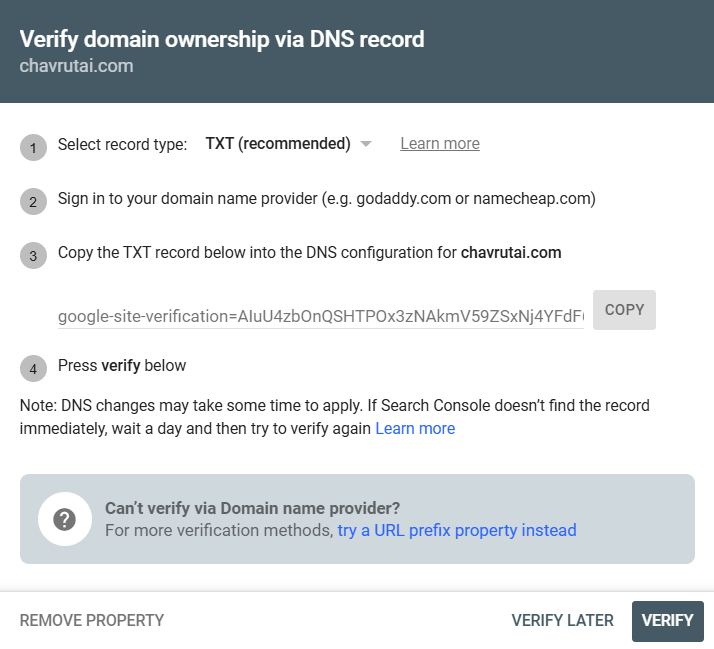 Verify domain ownership via DNS record
chavrutai.com
1 Select record type: TXT (recommended) Learn more
2 Sign in to your domain name provider (e.g. godaddy.com or namecheap.com)
3 Copy the TXT record below into the DNS configuration for chavrutai.com
google-site-verification=AIuU4zbOnQSHTPOx3zNAkmV59ZSxNj4YFdF COPY
4 Press verify below
Note: DNS changes may take some time to apply. If Search Console doesn’t find the record
immediately, wait a day and then try to verify again Learn more
?
Can’t verify via Domain name provider?
For more verification methods, try a URL prefix property instead
REMOVE PROPERTY VERIFY LATER VERIFY